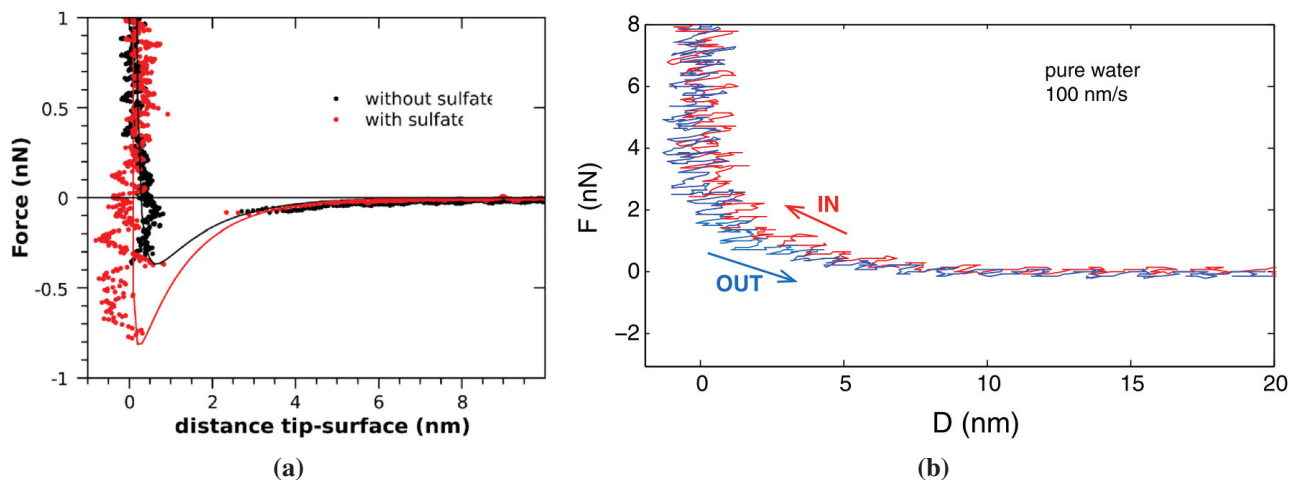 1
0.5
0
-0.5
-1
Force (nN)
without sulfate
with sulfate
0
2
4
6
8
distance tip-surface (nm)
(a)
8
6
4
2
0
−2
F (nN)
pure water
100 nm/s
IN
OUT
0
5
10
15
20
D (nm)
(b)